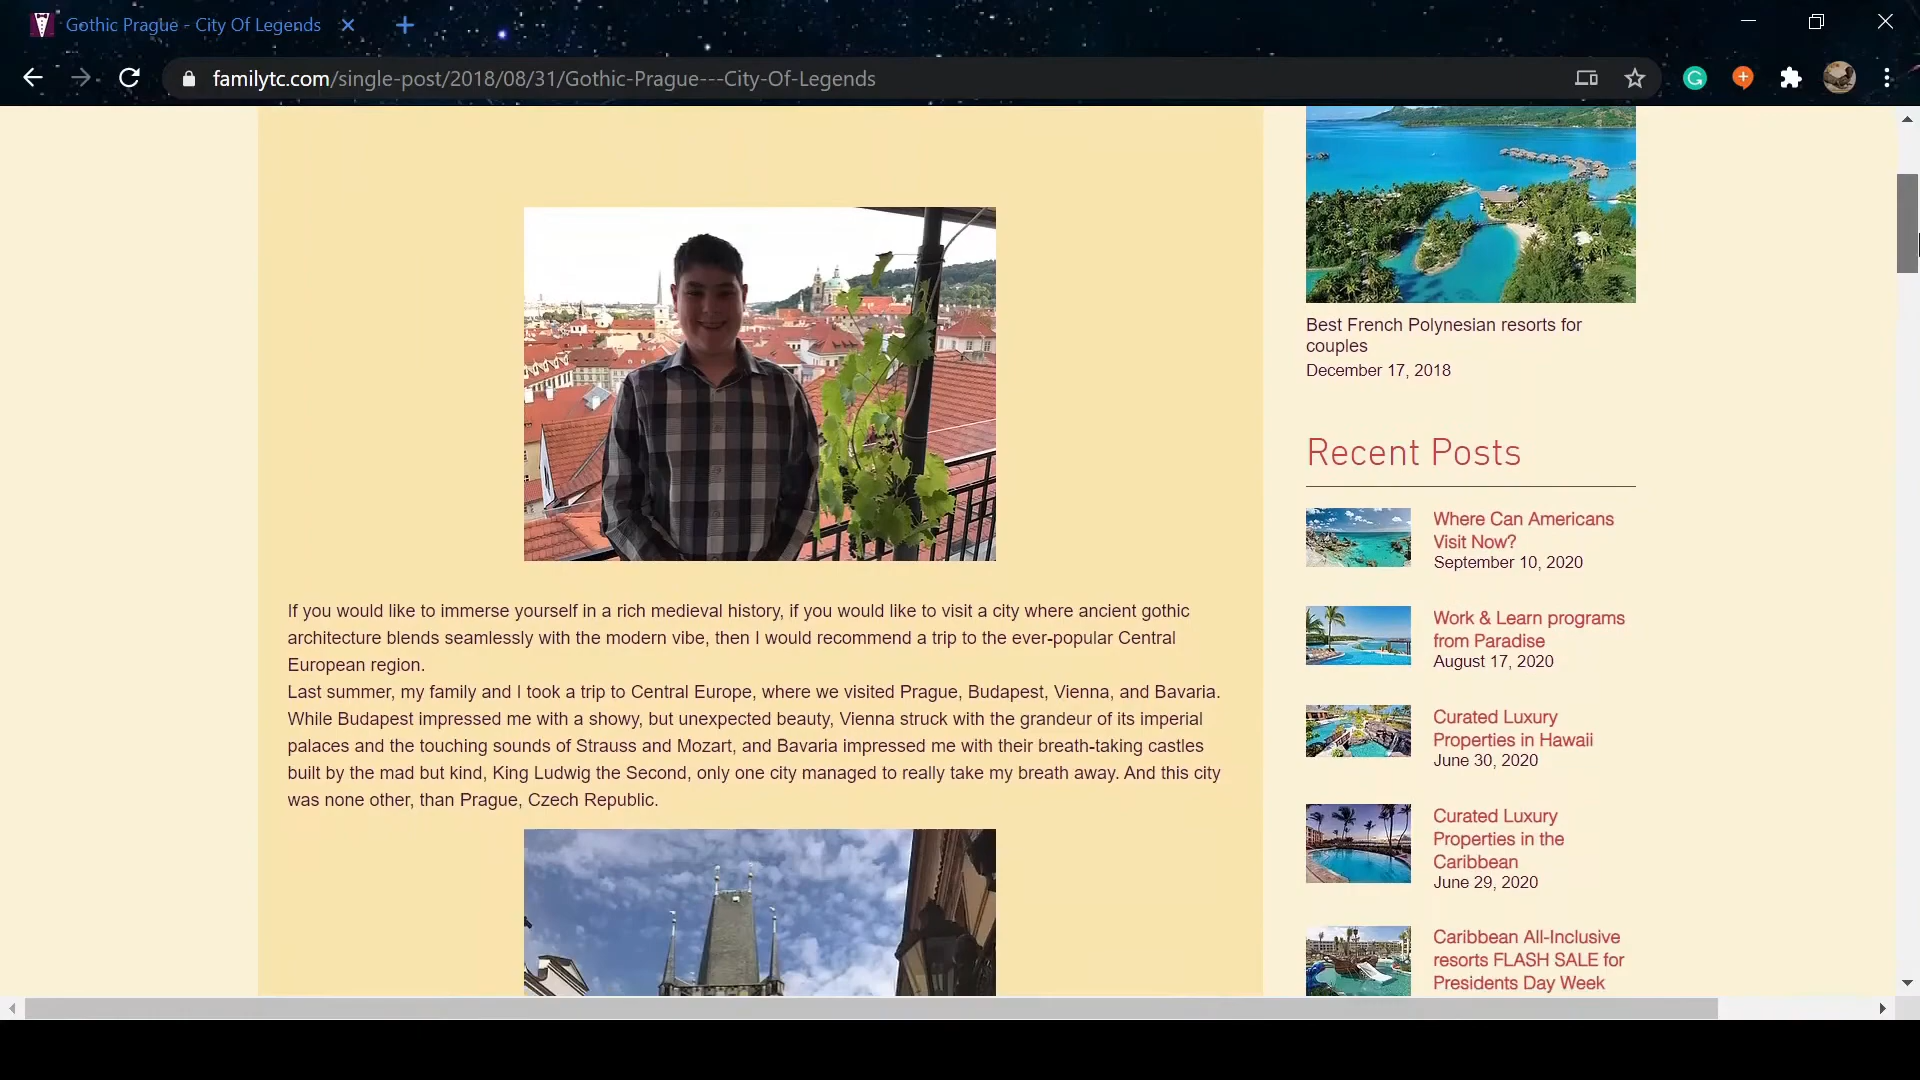 Gothic Prague - City Of Legends
familytc.com/single-post/2018/08/31/Gothic-Prague---City-Of-Legends
If you would like to immerse yourself in a rich medieval history, if you would like to visit a city where ancient gothic
architecture blends seamlessly with the modern vibe, then I would recommend a trip to the ever-popular Central
European region.
Last summer, my family and I took a trip to Central Europe, where we visited Prague, Budapest, Vienna, and Bavaria.
While Budapest impressed me with a showy, but unexpected beauty, Vienna struck with the grandeur of its imperial
palaces and the touching sounds of Strauss and Mozart, and Bavaria impressed me with their breath-taking castles
built by the mad but kind, King Ludwig the Second, only one city managed to really take my breath away. And this city
was none other, than Prague, Czech Republic.
Best French Polynesian resorts for
couples
December 17, 2018
Recent Posts
Where Can Americans
Visit Now?
September 10, 2020
Work & Learn programs
from Paradise
August 17, 2020
Curated Luxury
Properties in Hawaii
June 30, 2020
Curated Luxury
Properties in the
Caribbean
June 29, 2020
Caribbean All-Inclusive
resorts FLASH SALE for
Presidents Day Week